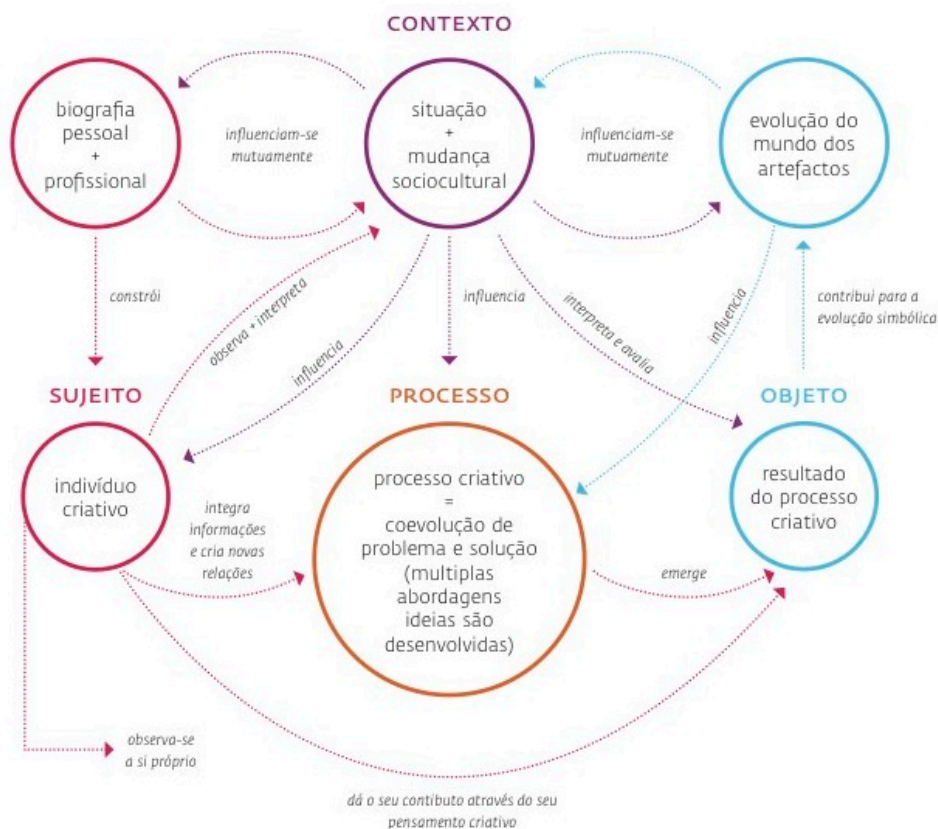 CONTEXTO
biografia
pessoal
+
profissional
influenciam-se
mutuamente
situação
+
mudança
sociocultural
influenciam-se
mutuamente
evolução do
mundo dos
artefactos
constrói
observa + interpreta
influencia
influencia
interpreta e avalia
influencia
contribui para a
evolução simbólica
SUJEITO
PROCESSO
OBJETO
indivíduo
criativo
integra
informações
e cria novas
relações
processo criativo
=
coevolução de
problema e solução
(multiplas
abordagens
ideias são
desenvolvidas)
emerge
resultado
do processo
criativo
observa-se
a si próprio
dá o seu contibuto através do seu
pensamento criativo